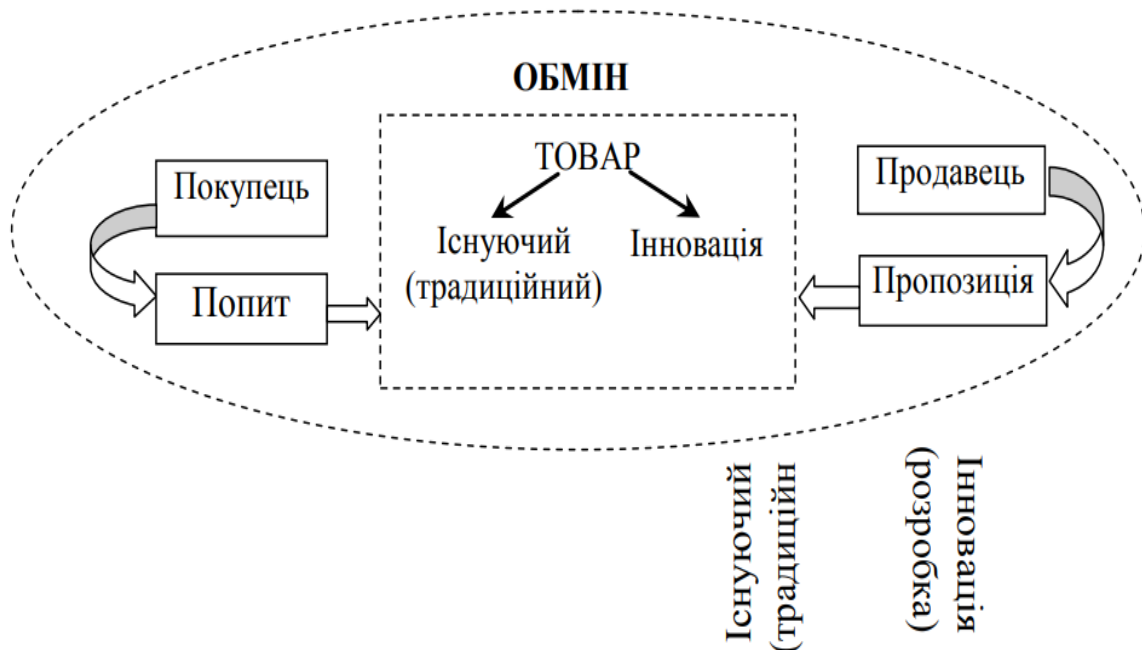 ОБМІН
ТОВАР
Покупець
Продавець
Існуючий
(традиційний)
Інновація
Попит
Пропозиція
Існуючий
(традиційн
Інновація
(розробка)